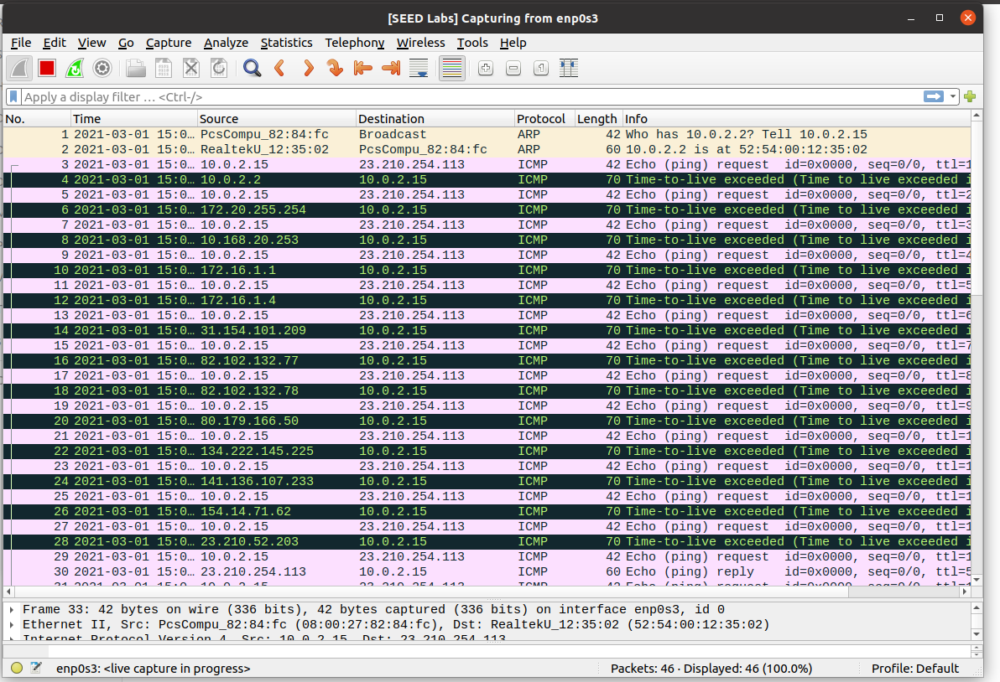 [SEED Labs] Capturing from enp0s3
File Edit View Go Capture Analyze Statistics Telephony Wireless Tools Help
Apply a display filter … <Ctrl-/>
No. Time Source Destination Protocol Length Info
1 2021-03-01 15:0… PcsCompu_82:84:fc Broadcast ARP 42 Who has 10.0.2.2? Tell 10.0.2.15
2 2021-03-01 15:0… RealtekU_12:35:02 PcsCompu_82:84:fc ARP 60 10.0.2.2 is at 52:54:00:12:35:02
3 2021-03-01 15:0… 10.0.2.15 23.210.254.113 ICMP 42 Echo (ping) request id=0x0000, seq=0/0, ttl=1
4 2021-03-01 15:0… 10.0.2.2 10.0.2.15 ICMP 70 Time-to-live exceeded (Time to live exceeded i
5 2021-03-01 15:0… 10.0.2.15 23.210.254.113 ICMP 42 Echo (ping) request id=0x0000, seq=0/0, ttl=2
6 2021-03-01 15:0… 172.20.255.254 10.0.2.15 ICMP 70 Time-to-live exceeded (Time to live exceeded i
7 2021-03-01 15:0… 10.0.2.15 23.210.254.113 ICMP 42 Echo (ping) request id=0x0000, seq=0/0, ttl=3
8 2021-03-01 15:0… 10.168.20.253 10.0.2.15 ICMP 70 Time-to-live exceeded (Time to live exceeded i
9 2021-03-01 15:0… 10.0.2.15 23.210.254.113 ICMP 42 Echo (ping) request id=0x0000, seq=0/0, ttl=4
10 2021-03-01 15:0… 172.16.1.1 10.0.2.15 ICMP 70 Time-to-live exceeded (Time to live exceeded i
11 2021-03-01 15:0… 10.0.2.15 23.210.254.113 ICMP 42 Echo (ping) request id=0x0000, seq=0/0, ttl=5
12 2021-03-01 15:0… 172.16.1.4 10.0.2.15 ICMP 70 Time-to-live exceeded (Time to live exceeded i
13 2021-03-01 15:0… 10.0.2.15 23.210.254.113 ICMP 42 Echo (ping) request id=0x0000, seq=0/0, ttl=6
14 2021-03-01 15:0… 31.154.101.209 10.0.2.15 ICMP 70 Time-to-live exceeded (Time to live exceeded i
15 2021-03-01 15:0… 10.0.2.15 23.210.254.113 ICMP 42 Echo (ping) request id=0x0000, seq=0/0, ttl=7
16 2021-03-01 15:0… 82.102.132.77 10.0.2.15 ICMP 70 Time-to-live exceeded (Time to live exceeded i
17 2021-03-01 15:0… 10.0.2.15 23.210.254.113 ICMP 42 Echo (ping) request id=0x0000, seq=0/0, ttl=8
18 2021-03-01 15:0… 82.102.132.78 10.0.2.15 ICMP 70 Time-to-live exceeded (Time to live exceeded i
19 2021-03-01 15:0… 10.0.2.15 23.210.254.113 ICMP 42 Echo (ping) request id=0x0000, seq=0/0, ttl=9
20 2021-03-01 15:0… 80.179.166.50 10.0.2.15 ICMP 70 Time-to-live exceeded (Time to live exceeded i
21 2021-03-01 15:0… 10.0.2.15 23.210.254.113 ICMP 42 Echo (ping) request id=0x0000, seq=0/0, ttl=1
22 2021-03-01 15:0… 134.222.145.225 10.0.2.15 ICMP 70 Time-to-live exceeded (Time to live exceeded i
23 2021-03-01 15:0… 10.0.2.15 23.210.254.113 ICMP 42 Echo (ping) request id=0x0000, seq=0/0, ttl=1
24 2021-03-01 15:0… 141.136.107.233 10.0.2.15 ICMP 70 Time-to-live exceeded (Time to live exceeded i
25 2021-03-01 15:0… 10.0.2.15 23.210.254.113 ICMP 42 Echo (ping) request id=0x0000, seq=0/0, ttl=1
26 2021-03-01 15:0… 154.14.71.62 10.0.2.15 ICMP 70 Time-to-live exceeded (Time to live exceeded i
27 2021-03-01 15:0… 10.0.2.15 23.210.254.113 ICMP 42 Echo (ping) request id=0x0000, seq=0/0, ttl=1
28 2021-03-01 15:0… 23.210.52.203 10.0.2.15 ICMP 70 Time-to-live exceeded (Time to live exceeded i
29 2021-03-01 15:0… 10.0.2.15 23.210.254.113 ICMP 42 Echo (ping) request id=0x0000, seq=0/0, ttl=1
30 2021-03-01 15:0… 23.210.254.113 10.0.2.15 ICMP 60 Echo (ping) reply id=0x0000, seq=0/0, ttl=5
Frame 33: 42 bytes on wire (336 bits), 42 bytes captured (336 bits) on interface enp0s3, id 0
Ethernet II, Src: PcsCompu_82:84:fc (08:00:27:82:84:fc), Dst: RealtekU_12:35:02 (52:54:00:12:35:02)
Internet Protocol Version 4, Src: 10.0.2.15, Dst: 23.210.254.113
enp0s3: <live capture in progress> Packets: 46 · Displayed: 46 (100.0%) Profile: Default